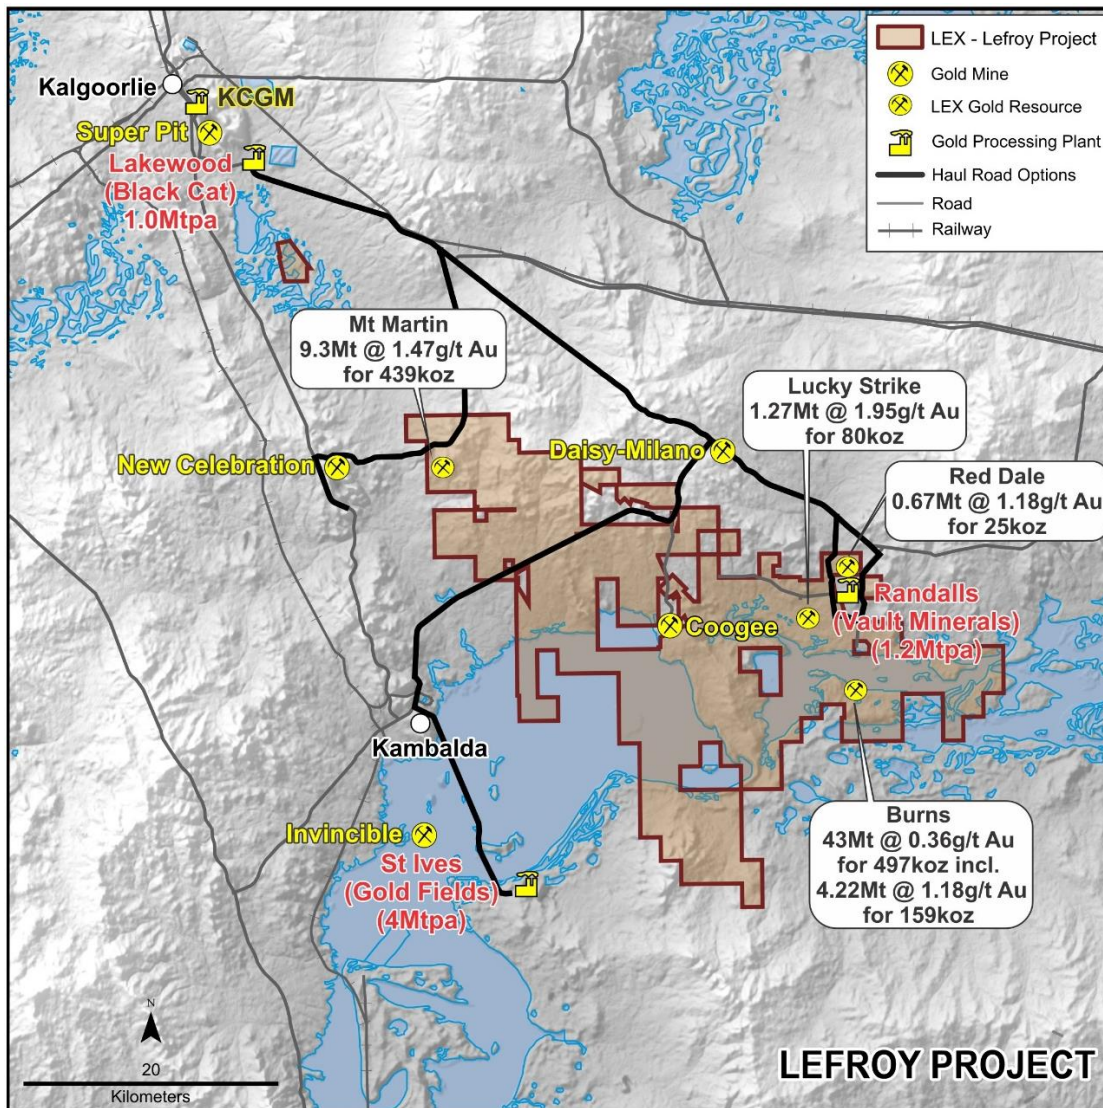 LEX - Lefroy Project
Gold Mine
LEX Gold Resource
Gold Processing Plant
Haul Road Options
Road
Railway
Kalgoorlie
KCGM
Super Pit
Lakewood
(Black Cat)
1.0Mtpa
Mt Martin
9.3Mt @ 1.47g/t Au
for 439koz
Lucky Strike
1.27Mt @ 1.95g/t Au
for 80koz
New Celebration
Daisy-Milano
Red Dale
0.67Mt @ 1.18g/t Au
for 25koz
Randalls
(Vault Minerals)
(1.2Mtpa)
Coogee
Kambalda
Burns
43Mt @ 0.36g/t Au
for 497koz incl.
4.22Mt @ 1.18g/t Au
for 159koz
Invincible
St Ives
(Gold Fields)
(4Mtpa)
N
20
Kilometers
LEFROY PROJECT